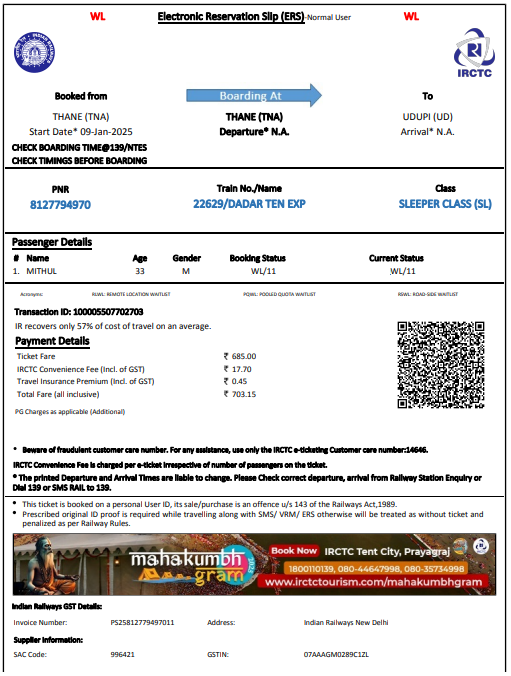 WL Electronic Reservation Slip (ERS)-Normal User WL
IRCTC
Booked from Boarding At To
THANE (TNA) THANE (TNA) UDUPI (UD)
Start Date* 09-Jan-2025 Departure* N.A. Arrival* N.A.
CHECK BOARDING TIME@139/NTES
CHECK TIMINGS BEFORE BOARDING
PNR Train No./Name Class
8127794970 22629/DADAR TEN EXP SLEEPER CLASS (SL)
Passenger Details
# Name Age Gender Booking Status Current Status
1. MITHUL 33 M WL/11 WL/11
Acronyms: RLWL: REMOTE LOCATION WAITLIST PQWL: POOLED QUOTA WAITLIST RSWL: ROAD-SIDE WAITLIST
Transaction ID: 100005507702703
IR recovers only 57% of cost of travel on an average.
Payment Details
Ticket Fare ₹ 685.00
IRCTC Convenience Fee (Incl. of GST) ₹ 17.70
Travel Insurance Premium (Incl. of GST) ₹ 0.45
Total Fare (all inclusive) ₹ 703.15
PG Charges as applicable (Additional)
* Beware of fraudulent customer care number. For any assistance, use only the IRCTC e-ticketing Customer care number:14646.
IRCTC Convenience Fee is charged per e-ticket irrespective of number of passengers on the ticket.
* The printed Departure and Arrival Times are liable to change. Please Check correct departure, arrival from Railway Station Enquiry or
Dial 139 or SMS RAIL to 139.
• This ticket is booked on a personal User ID, its sale/purchase is an offence u/s 143 of the Railways Act,1989.
• Prescribed original ID proof is required while travelling along with SMS/ VRM/ ERS otherwise will be treated as without ticket and
penalized as per Railway Rules.
mahakumbh
gram
Book Now IRCTC Tent City, Prayagraj
1800110139, 080-44647998, 080-35734998
www.irctctourism.com/mahakumbhgram
Indian Railways GST Details:
Invoice Number: PS25812779497011 Address: Indian Railways New Delhi
Supplier Information:
SAC Code: 996421 GSTIN: 07AAAGM0289C1ZL